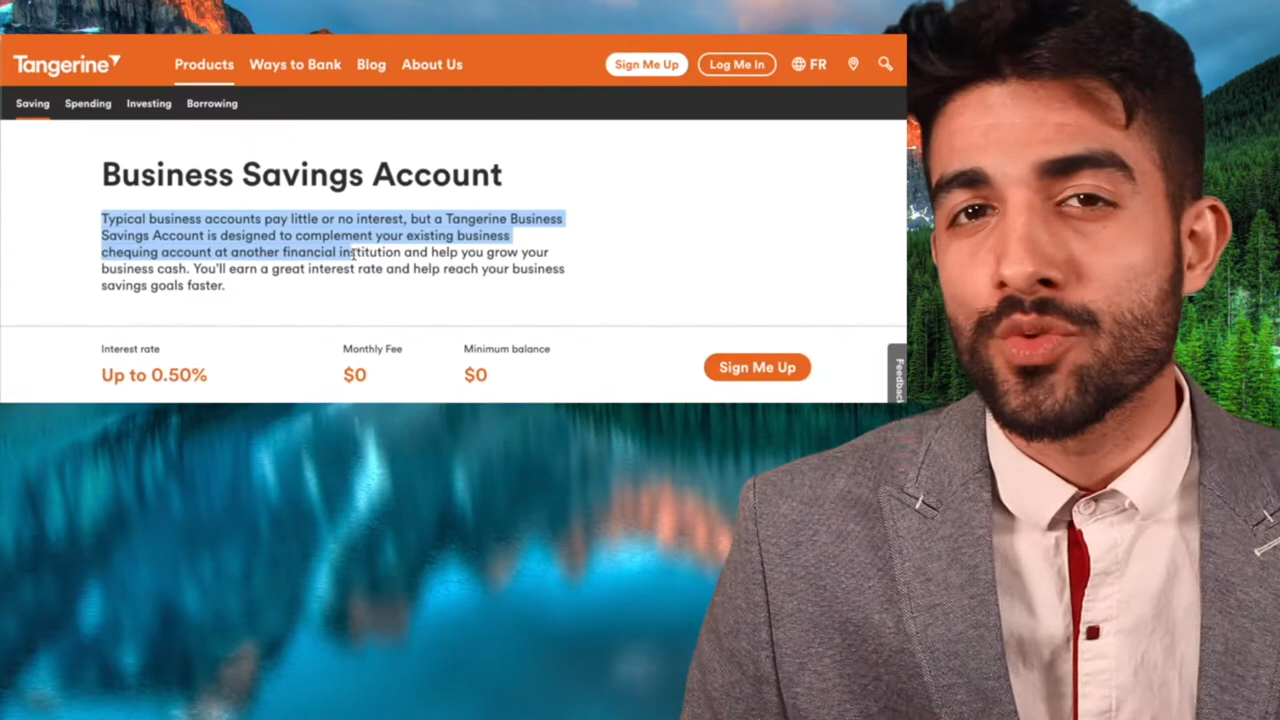 Tangerine
Products Ways to Bank Blog About Us
Sign Me Up Log Me In FR
Saving Spending Investing Borrowing
Business Savings Account
Typical business accounts pay little or no interest, but a Tangerine Business
Savings Account is designed to complement your existing business
chequing account at another financial institution and help you grow your
business cash. You'll earn a great interest rate and help reach your business
savings goals faster.
Interest rate Monthly Fee Minimum balance
Up to 0.50% $0 $0
Sign Me Up
Feedback